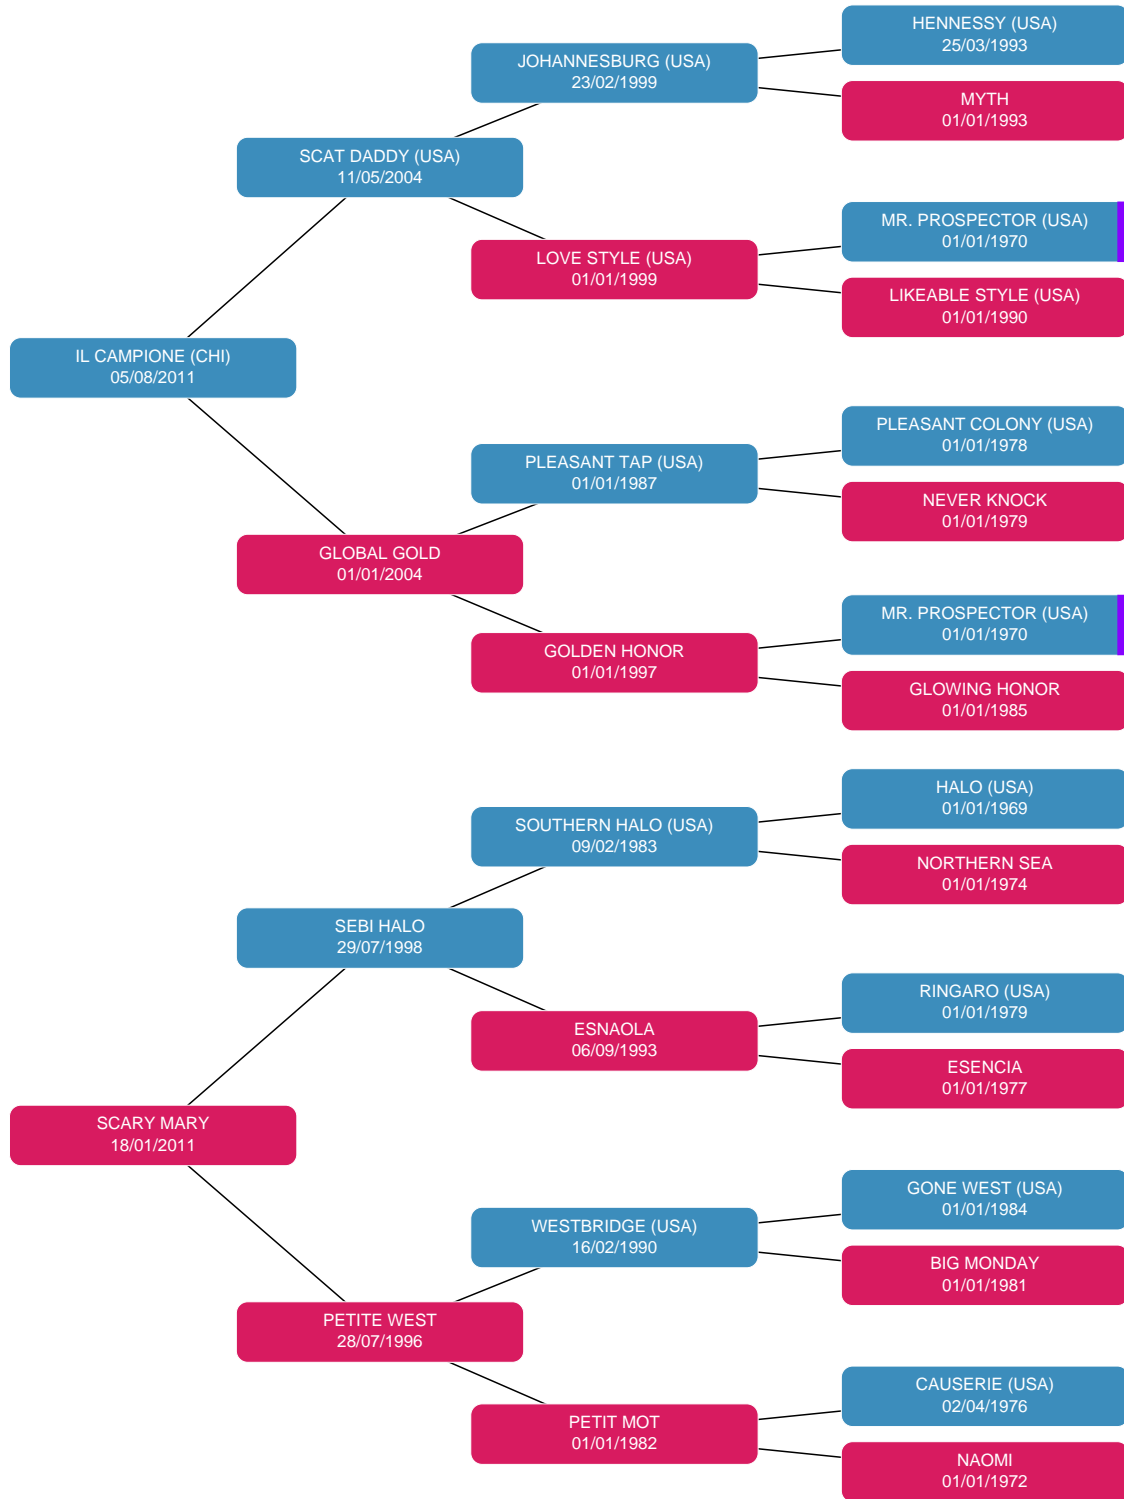 HENNESSY (USA)
25/03/1993
JOHANNESBURG (USA)
23/02/1999
MYTH
01/01/1993
SCAT DADDY (USA)
11/05/2004
MR. PROSPECTOR (USA)
01/01/1970
LOVE STYLE (USA)
01/01/1999
LIKEABLE STYLE (USA)
01/01/1990
IL CAMPIONE (CHI)
05/08/2011
PLEASANT COLONY (USA)
01/01/1978
PLEASANT TAP (USA)
01/01/1987
NEVER KNOCK
01/01/1979
GLOBAL GOLD
01/01/2004
MR. PROSPECTOR (USA)
01/01/1970
GOLDEN HONOR
01/01/1997
GLOWING HONOR
01/01/1985
HALO (USA)
01/01/1969
SOUTHERN HALO (USA)
09/02/1983
NORTHERN SEA
01/01/1974
SEBI HALO
29/07/1998
RINGARO (USA)
01/01/1979
ESNAOLA
06/09/1993
ESENCIA
01/01/1977
SCARY MARY
18/01/2011
GONE WEST (USA)
01/01/1984
WESTBRIDGE (USA)
16/02/1990
BIG MONDAY
01/01/1981
PETITE WEST
28/07/1996
CAUSERIE (USA)
02/04/1976
PETIT MOT
01/01/1982
NAOMI
01/01/1972